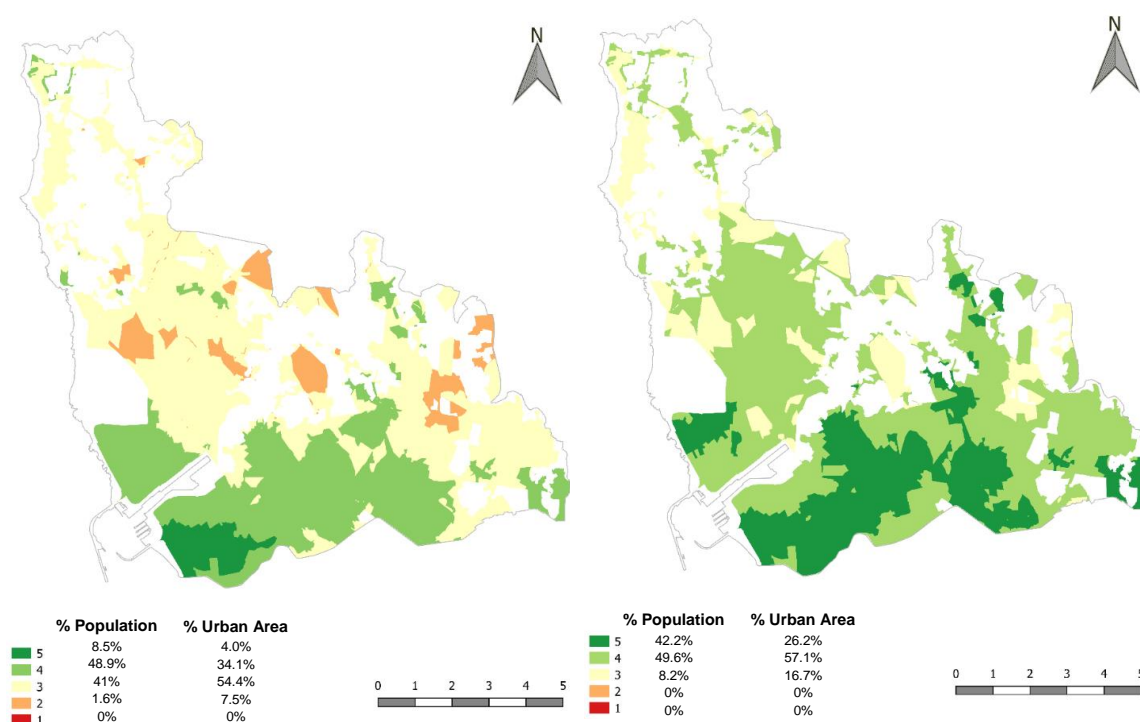 N
% Population % Urban Area
5 8.5% 4.0%
4 48.9% 34.1%
3 41% 54.4%
2 1.6% 7.5%
1 0% 0%
0 1 2 3 4 5
N
% Population % Urban Area
5 42.2% 26.2%
4 49.6% 57.1%
3 8.2% 16.7%
2 0% 0%
1 0% 0%
0 1 2 3 4 5